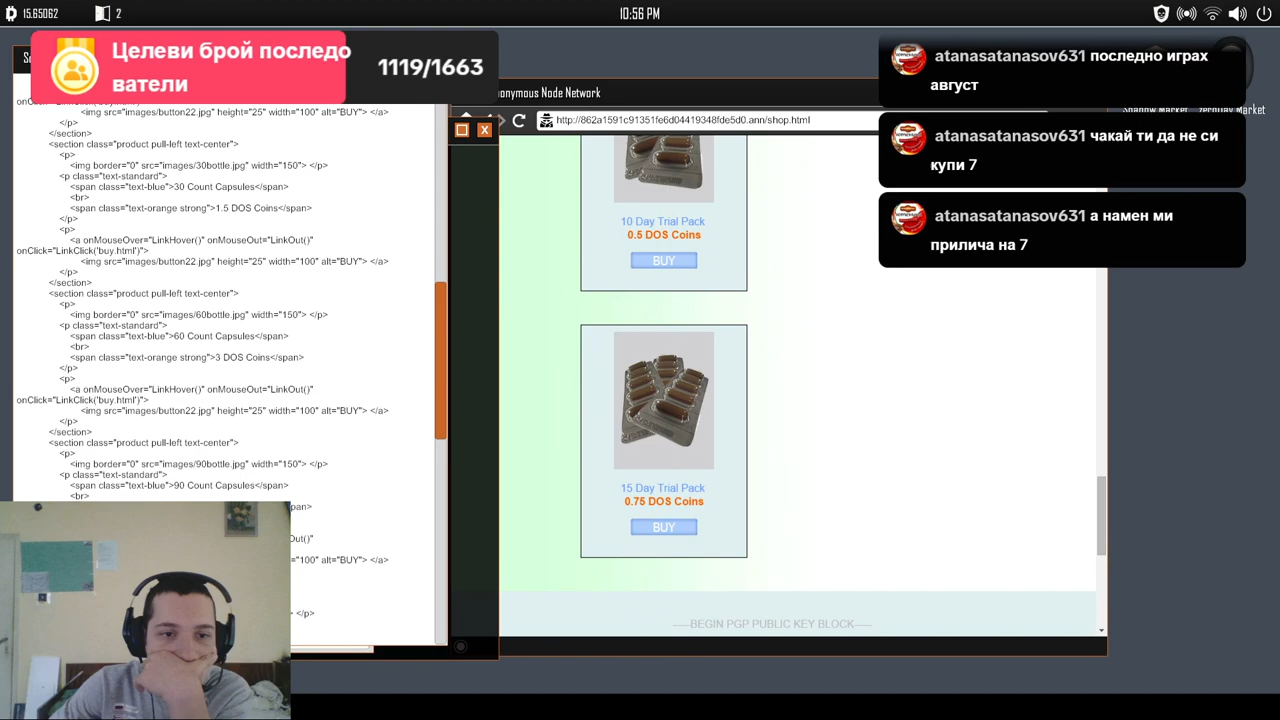 15.65062
2
10:56 PM
Целеви брой последо
ватели
1119/1663
atanasatanasov631 последно играх
август
atanasatanasov631 чакай ти да не си
купи 7
atanasatanasov631 а намен ми
прилича на 7
onymous Node Network
http://862a1591c91351fe6d04419348fde5d0.ann/shop.html
<img src="images/button22.jpg" height="25" width="100" alt="BUY"> </a>
</p>
</section>
<section class="product pull-left text-center">
<p>
<img border="0" src="images/30bottle.jpg" width="150"> </p>
<p class="text-standard">
<span class="text-blue">30 Count Capsules</span>
<br>
<span class="text-orange strong">1.5 DOS Coins</span>
</p>
<p>
<a onMouseOver="LinkHover()" onMouseOut="LinkOut()"
onClick="LinkClick('buy.html')">
<img src="images/button22.jpg" height="25" width="100" alt="BUY"> </a>
</p>
</section>
<section class="product pull-left text-center">
<p>
<img border="0" src="images/60bottle.jpg" width="150"> </p>
<p class="text-standard">
<span class="text-blue">60 Count Capsules</span>
<br>
<span class="text-orange strong">3 DOS Coins</span>
</p>
<p>
<a onMouseOver="LinkHover()" onMouseOut="LinkOut()"
onClick="LinkClick('buy.html')">
<img src="images/button22.jpg" height="25" width="100" alt="BUY"> </a>
</p>
</section>
<section class="product pull-left text-center">
<p>
<img border="0" src="images/90bottle.jpg" width="150"> </p>
<p class="text-standard">
<span class="text-blue">90 Count Capsules</span>
<br>
pan>
Out()"
="100" alt="BUY"> </a>
> </p>
10 Day Trial Pack
0.5 DOS Coins
BUY
15 Day Trial Pack
0.75 DOS Coins
BUY
-----BEGIN PGP PUBLIC KEY BLOCK-----